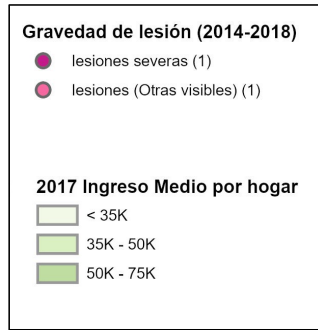 Gravedad de lesión (2014-2018)
lesiones severas (1)
lesiones (Otras visibles) (1)
2017 Ingreso Medio por hogar
< 35K
35K - 50K
50K - 75K